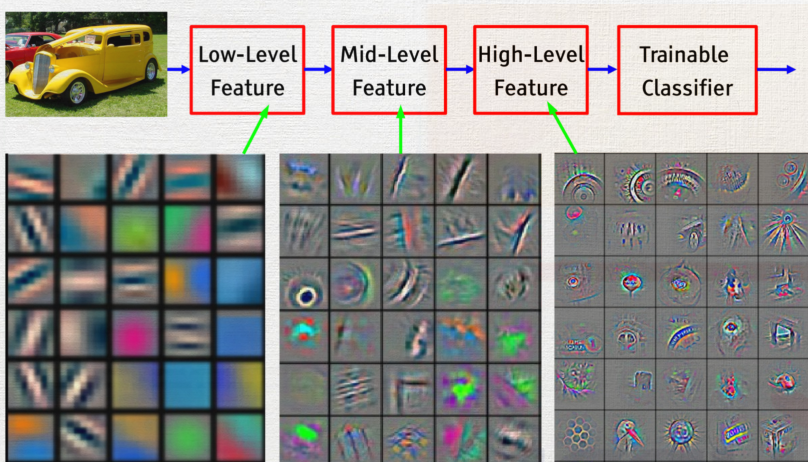 Low-Level
Feature
Mid-Level
Feature
High-Level
Feature
Trainable
Classifier